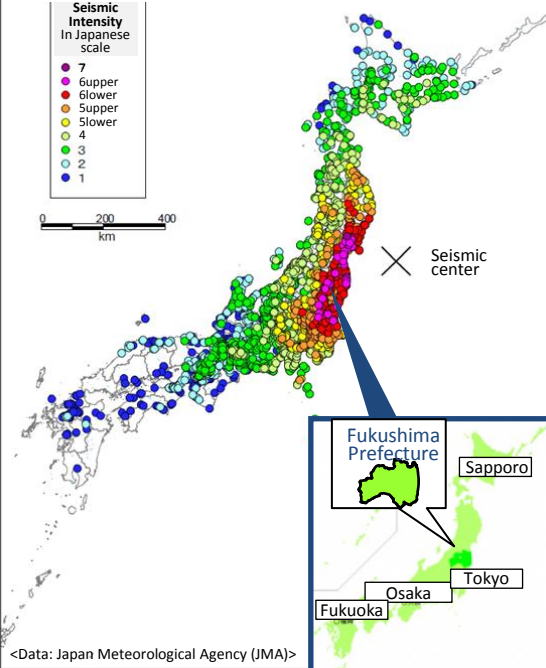 Seismic
Intensity
In Japanese
scale
7
6upper
6lower
5upper
5lower
4
3
2
1
0 200 400
km
Seismic
center
Fukushima
Prefecture
Sapporo
Tokyo
Osaka
Fukuoka
<Data: Japan Meteorological Agency (JMA)>